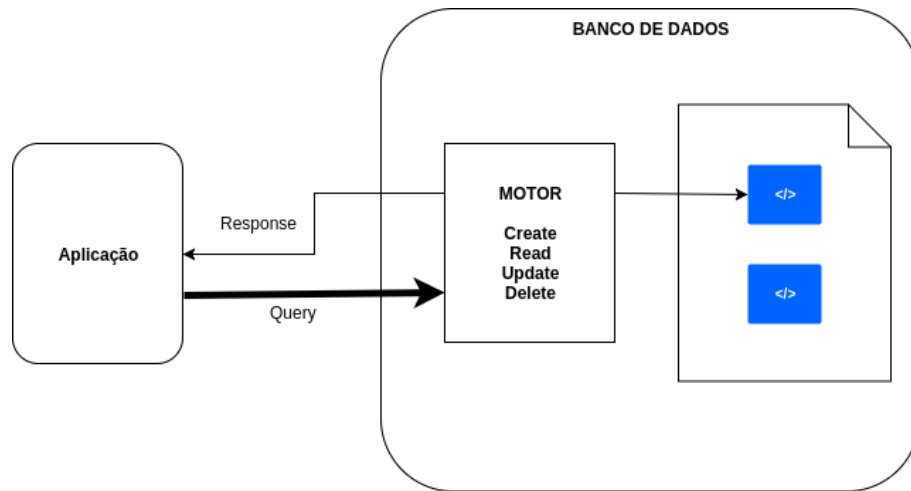 BANCO DE DADOS
Aplicação
Response
Query
MOTOR
Create
Read
Update
Delete
</>
</>